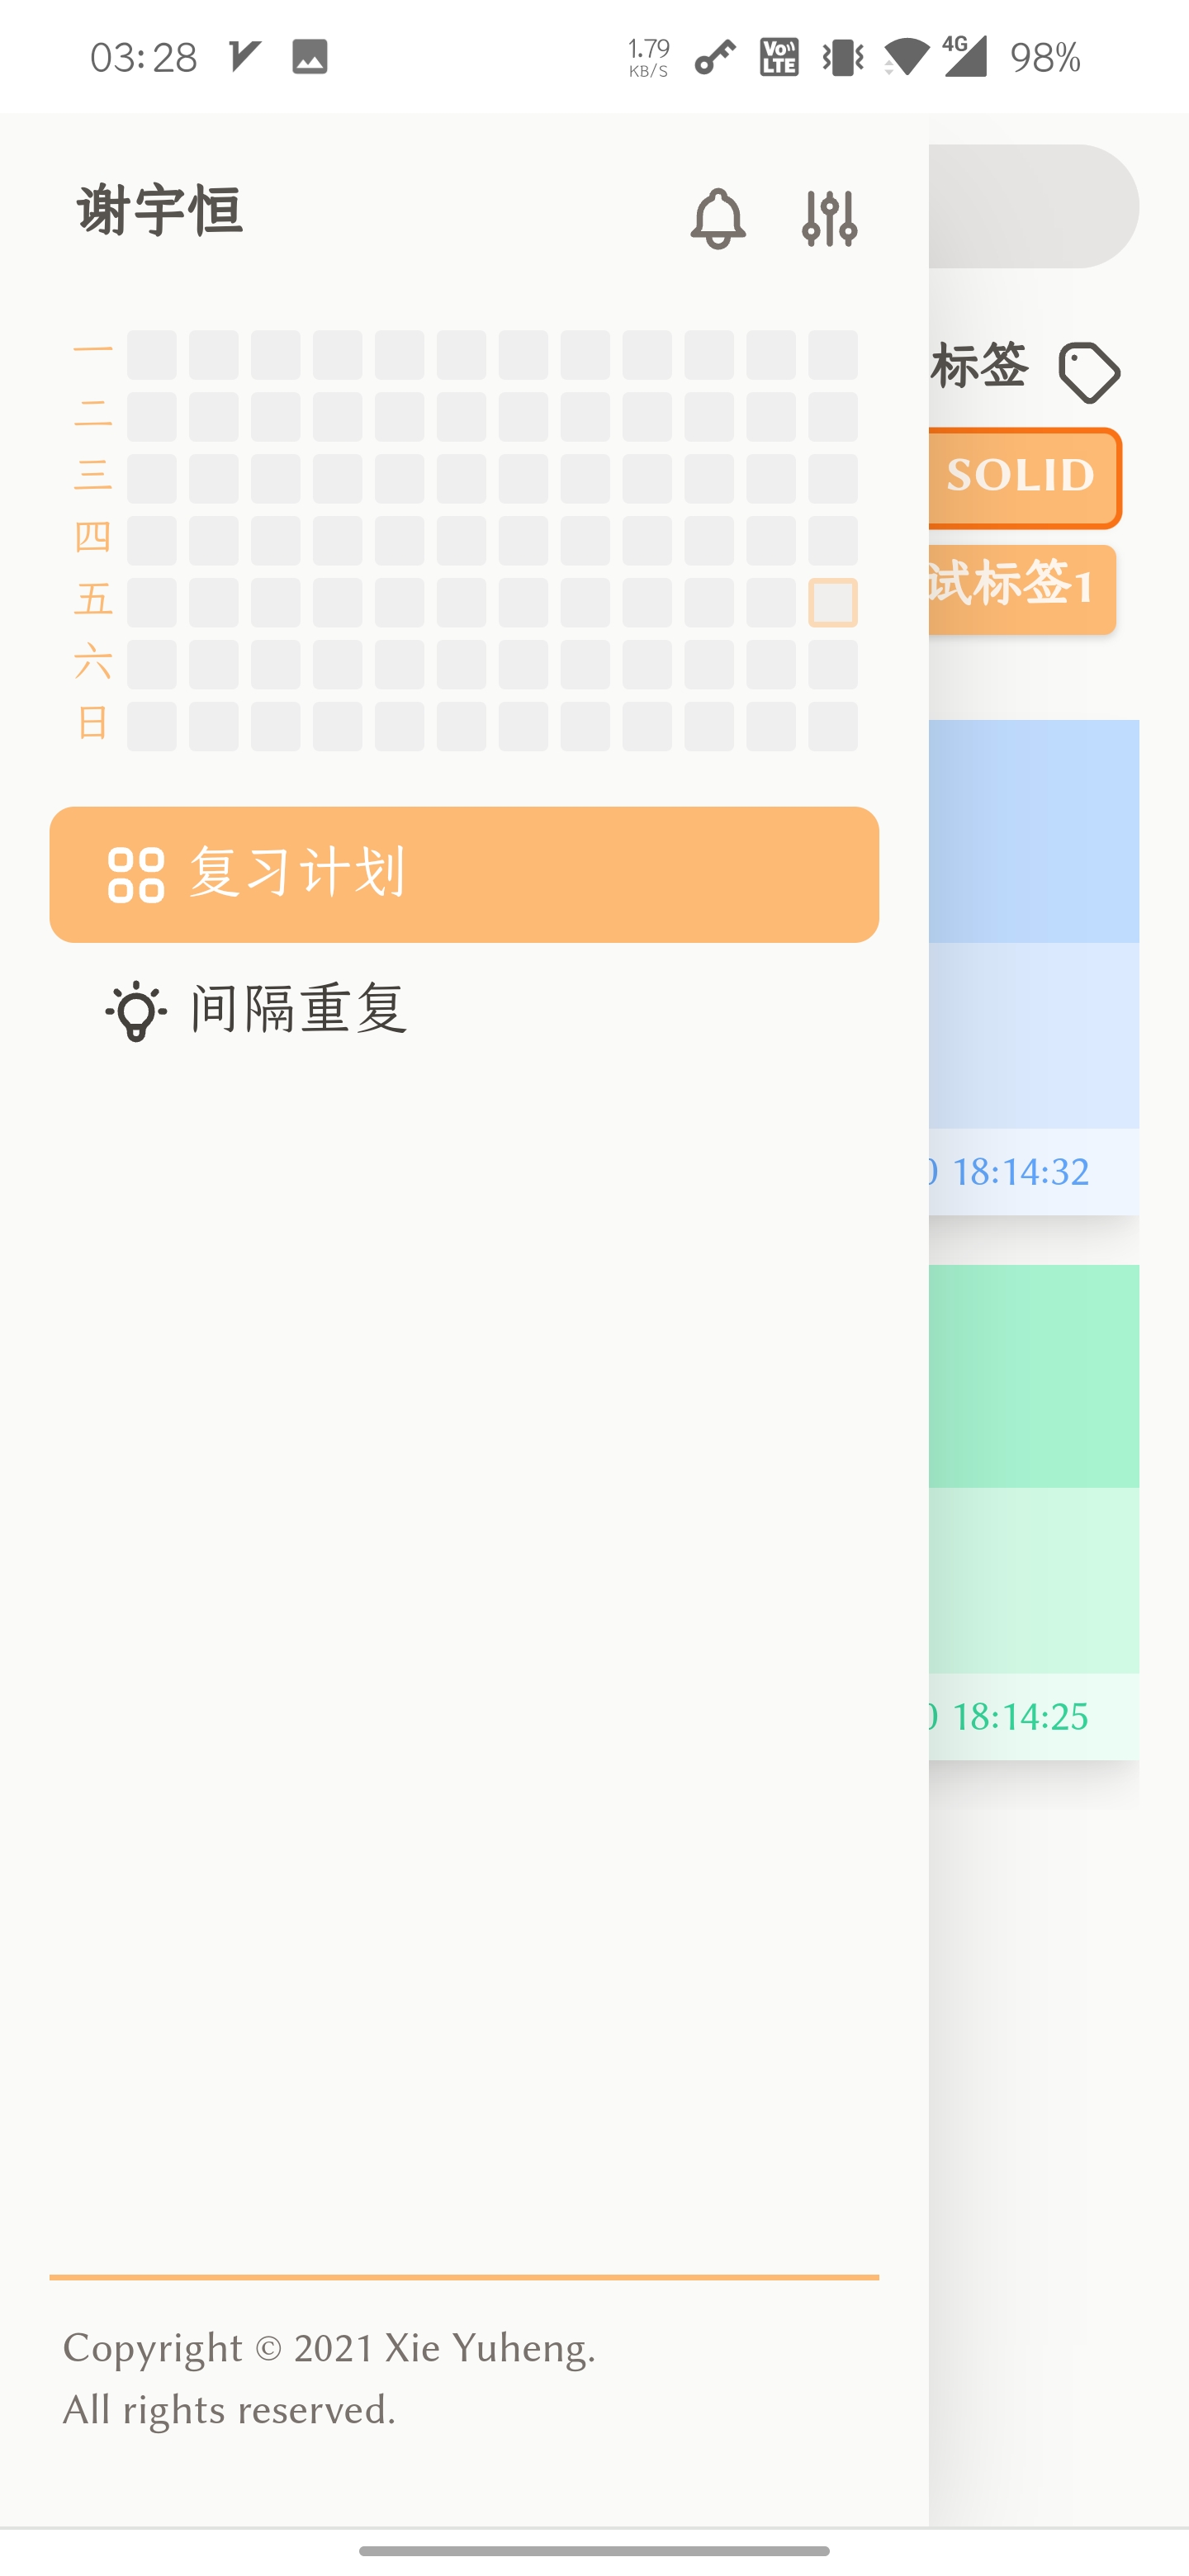 03:28
1.79
KB/S
Vo
LTE
4G
98%
谢宇恒
一
二
三
四
五
六
日
标签
SOLID
试标签1
复习计划
间隔重复
18:14:32
18:14:25
Copyright © 2021 Xie Yuheng.
All rights reserved.